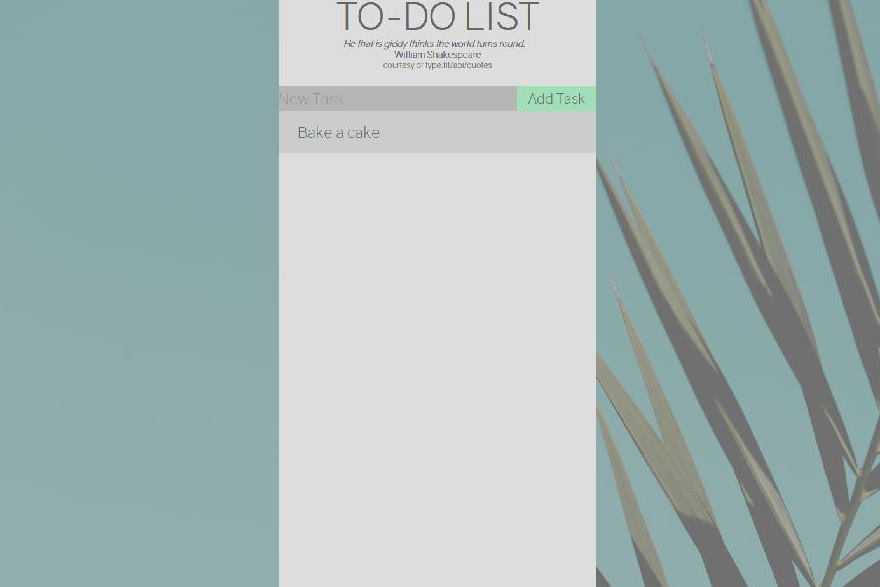 TO-DO LIST
He that is giddy thinks the world turns round.
William Shakespeare
courtesy of type.fit/api/quotes
New Task
Add Task
Bake a cake